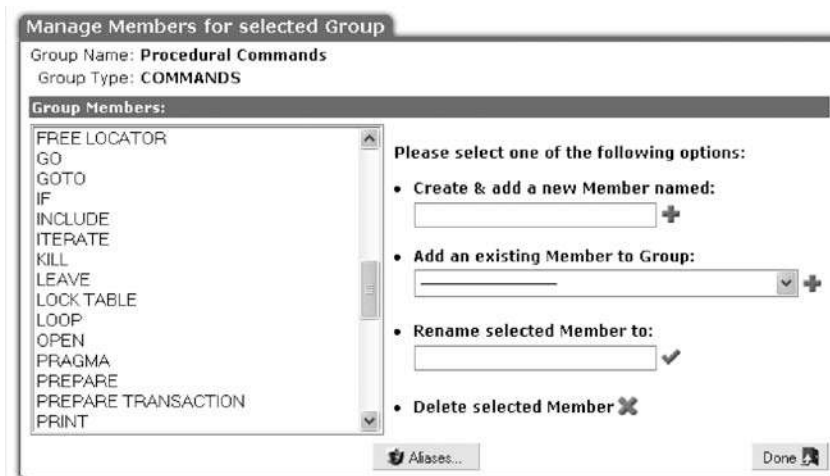 Manage Members for selected Group
Group Name: Procedural Commands
Group Type: COMMANDS
Group Members:
FREE LOCATOR
GO
GOTO
IF
INCLUDE
ITERATE
KILL
LEAVE
LOCK TABLE
LOOP
OPEN
PRAGMA
PREPARE
PREPARE TRANSACTION
PRINT
Please select one of the following options:
• Create & add a new Member named:
• Add an existing Member to Group:
• Rename selected Member to:
• Delete selected Member
Aliases...
Done